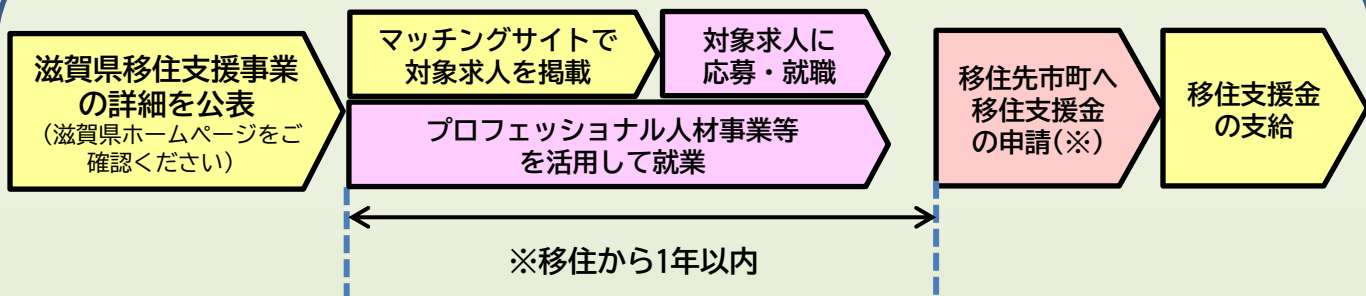 滋賀県移住支援事業
の詳細を公表
(滋賀県ホームページをご
確認ください)
マッチングサイトで
対象求人を掲載
対象求人に
応募・就職
プロフェッショナル人材事業等
を活用して就業
移住先市町へ
移住支援金
の申請(※)
移住支援金
の支給
※移住から1年以内